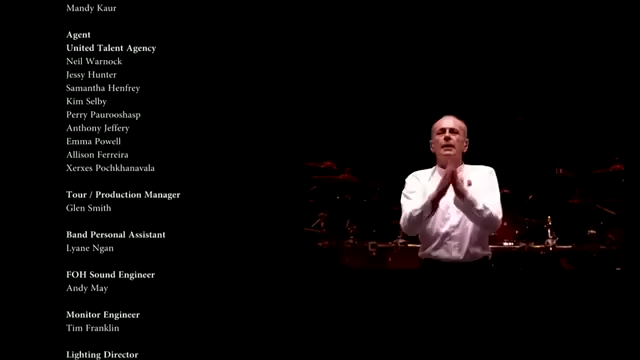 Mandy Kaur
Agent
United Talent Agency
Neil Warnock
Jessy Hunter
Samantha Henfrey
Kim Selby
Perry Paurooshasp
Anthony Jeffery
Emma Powell
Allison Ferreira
Xerxes Pochkhanavala
Tour / Production Manager
Glen Smith
Band Personal Assistant
Lyane Ngan
FOH Sound Engineer
Andy May
Monitor Engineer
Tim Franklin
Lighting Director